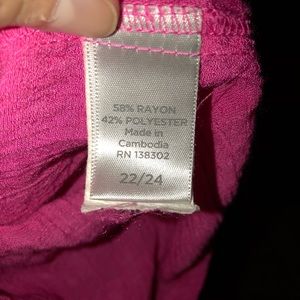 58% RAYON
42% POLYESTER
Made in
Cambodia
RN 138302
22/24